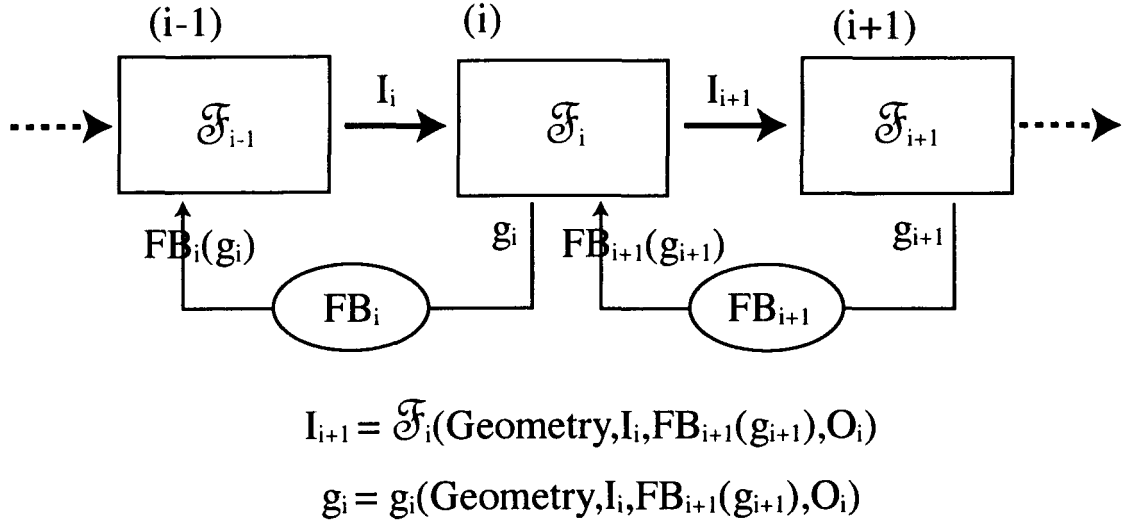 (i-1) (i) (i+1)
ℱi-1 Ii ℱi Ii+1 ℱi+1
FBi(gi) gi FBi+1(gi+1) gi+1
FBi FBi+1
Ii+1 = ℱi(Geometry,Ii,FBi+1(gi+1),Oi)
gi = gi(Geometry,Ii,FBi+1(gi+1),Oi)